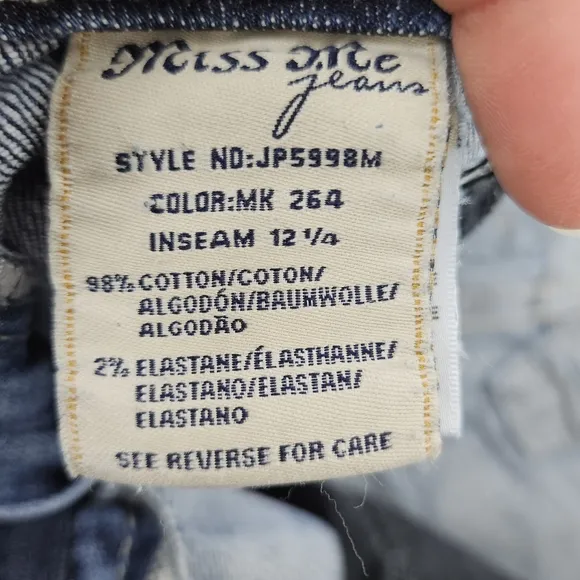 Miss Me
jeans
STYLE NO:JP5998M
COLOR:MK 264
INSEAM 12 1/4
98% COTTON/COTON/
ALGODÓN/BAUMWOLLE/
ALGODÃO
2% ELASTANE/ÉLASTHANNE/
ELASTANO/ELASTAN/
ELASTANO
SEE REVERSE FOR CARE